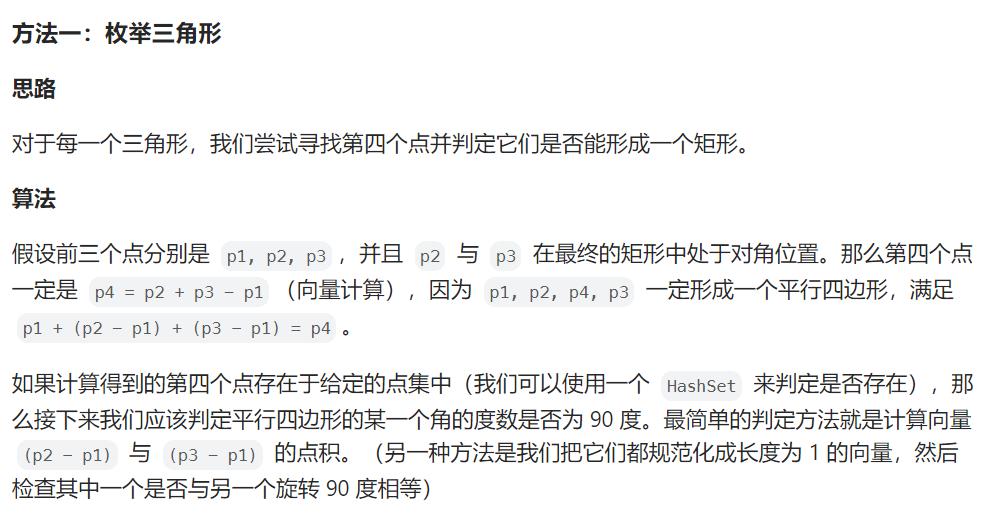 方法一：枚举三角形
思路
对于每一个三角形，我们尝试寻找第四个点并判定它们是否能形成一个矩形。
算法
假设前三个点分别是 p1, p2, p3 ，并且 p2 与 p3 在最终的矩形中处于对角位置。那么第四个点
一定是 p4 = p2 + p3 − p1 （向量计算），因为 p1, p2, p4, p3 一定形成一个平行四边形，满足
p1 + (p2 − p1) + (p3 − p1) = p4 。
如果计算得到的第四个点存在于给定的点集中（我们可以使用一个 HashSet 来判定是否存在），那
么接下来我们应该判定平行四边形的某一个角的度数是否为 90 度。最简单的判定方法就是计算向量
(p2 − p1) 与 (p3 − p1) 的点积。（另一种方法是我们把它们都规范化成长度为 1 的向量，然后
检查其中一个是否与另一个旋转 90 度相等）